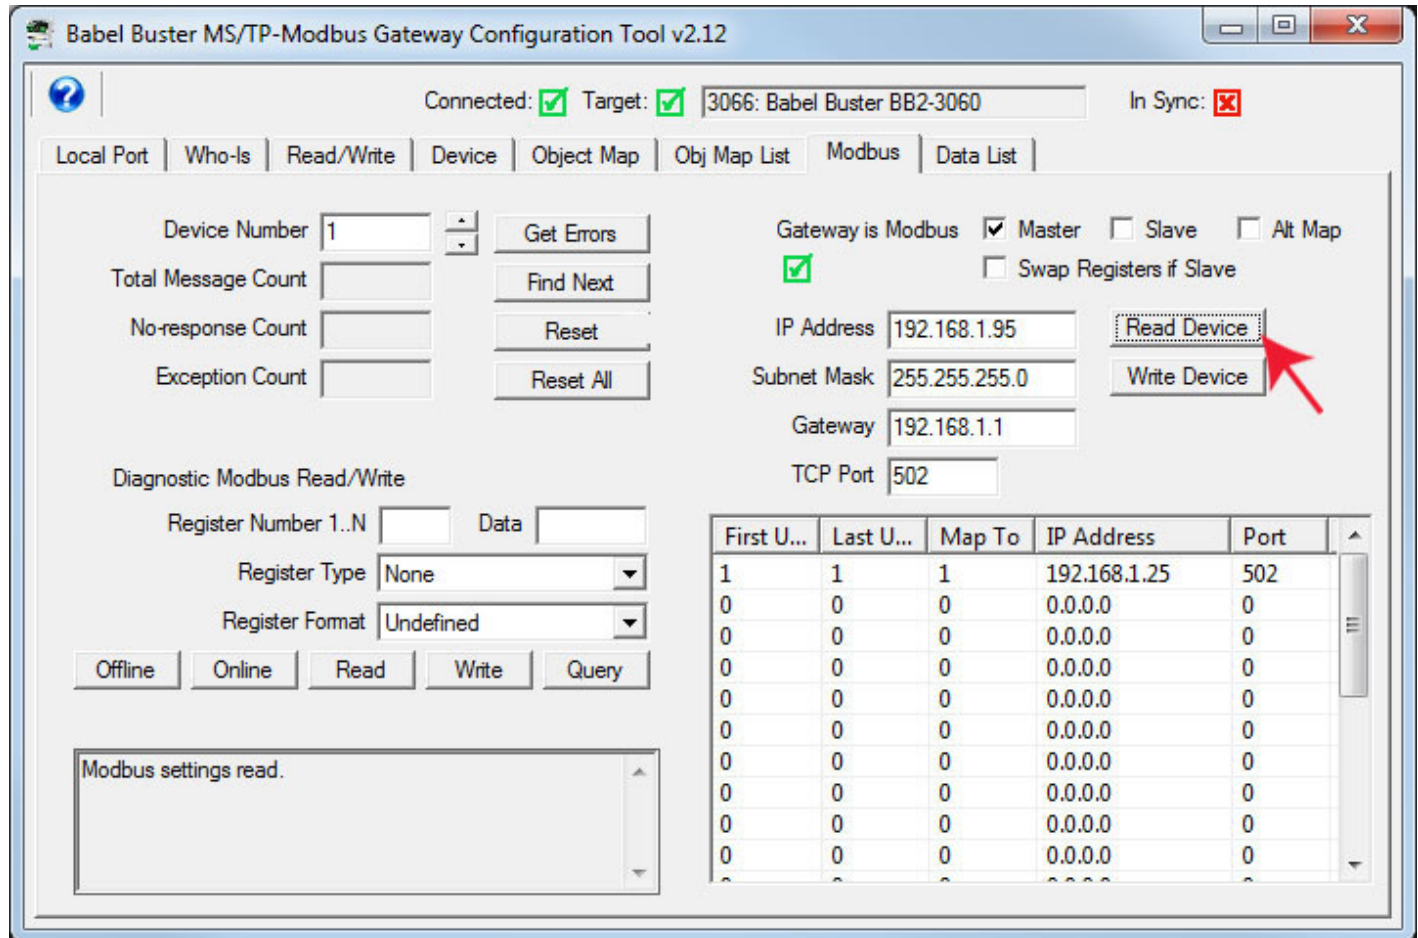 Babel Buster MS/TP-Modbus Gateway Configuration Tool v2.12
Connected: Target: 3066: Babel Buster BB2-3060 In Sync:
Local Port Who-Is Read/Write Device Object Map Obj Map List Modbus Data List
Device Number 1 Get Errors
Total Message Count Find Next
No-response Count Reset
Exception Count Reset All
Gateway is Modbus Master Slave Alt Map
Swap Registers if Slave
IP Address 192.168.1.95 Read Device
Subnet Mask 255.255.255.0 Write Device
Gateway 192.168.1.1
TCP Port 502
Diagnostic Modbus Read/Write
Register Number 1..N Data
Register Type None
Register Format Undefined
Offline Online Read Write Query
Modbus settings read.
First U... Last U... Map To IP Address Port
1 1 1 192.168.1.25 502
0 0 0 0.0.0.0 0
0 0 0 0.0.0.0 0
0 0 0 0.0.0.0 0
0 0 0 0.0.0.0 0
0 0 0 0.0.0.0 0
0 0 0 0.0.0.0 0
0 0 0 0.0.0.0 0
0 0 0 0.0.0.0 0
0 0 0 0.0.0.0 0